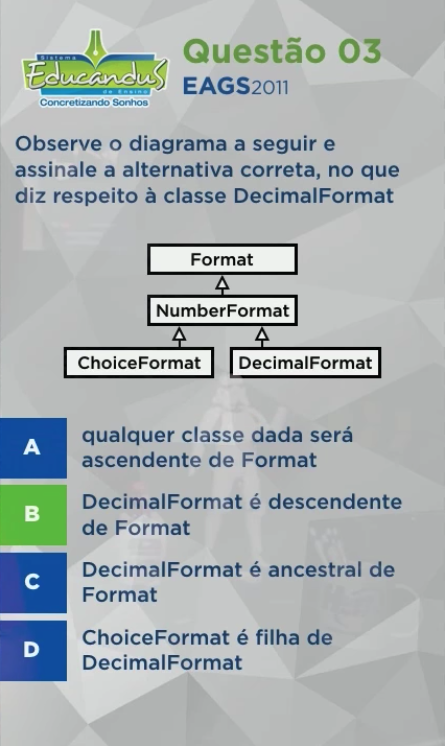 Sistema
Educandus
de Ensino
Concretizando Sonhos
Questão 03
EAGS2011
Observe o diagrama a seguir e
assinale a alternativa correta, no que
diz respeito à classe DecimalFormat
Format
NumberFormat
ChoiceFormat DecimalFormat
A qualquer classe dada será
ascendente de Format
B DecimalFormat é descendente
de Format
C DecimalFormat é ancestral de
Format
D ChoiceFormat é filha de
DecimalFormat